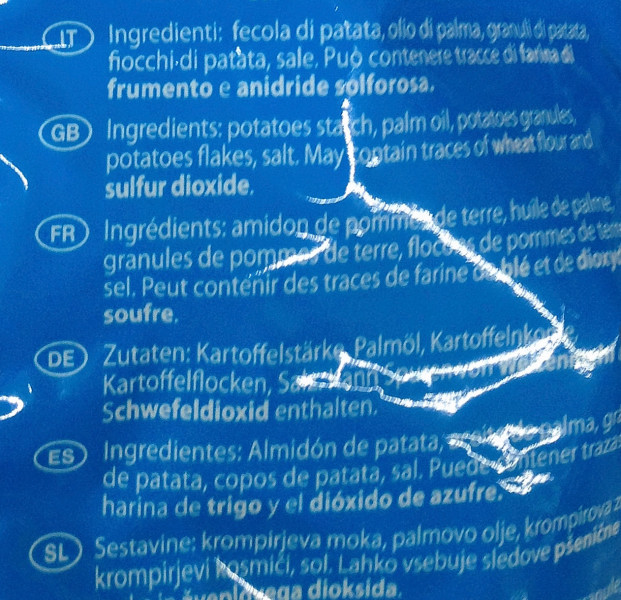 IT Ingredienti: fecola di patata, olio di palma, granuli di patata,
fiocchi di patata, sale. Può contenere tracce di farina di
frumento e anidride solforosa.
GB Ingredients: potatoes starch, palm oil, potatoes granules,
potatoes flakes, salt. May contain traces of wheat flour and
sulfur dioxide.
FR Ingrédients: amidon de pommes de terre, huile de palme,
granules de pommes de terre, flocons de pommes de terre
sel. Peut contenir des traces de farine de blé et de
soufre.
DE Zutaten: Kartoffelstärke, Palmöl,
Kartoffelflocken,
Schwefeldioxid enthalten.
ES Ingredientes: Almidón de patata, palma,
de patata, copos de patata, sal. Puede contener trazas
harina de trigo y el dióxido de azufre.
SL Sestavine: krompirjeva moka, palmovo olje, krompirova
krompirjevi kosmiči, sol. Lahko vsebuje sledove pšenične
dioksida.